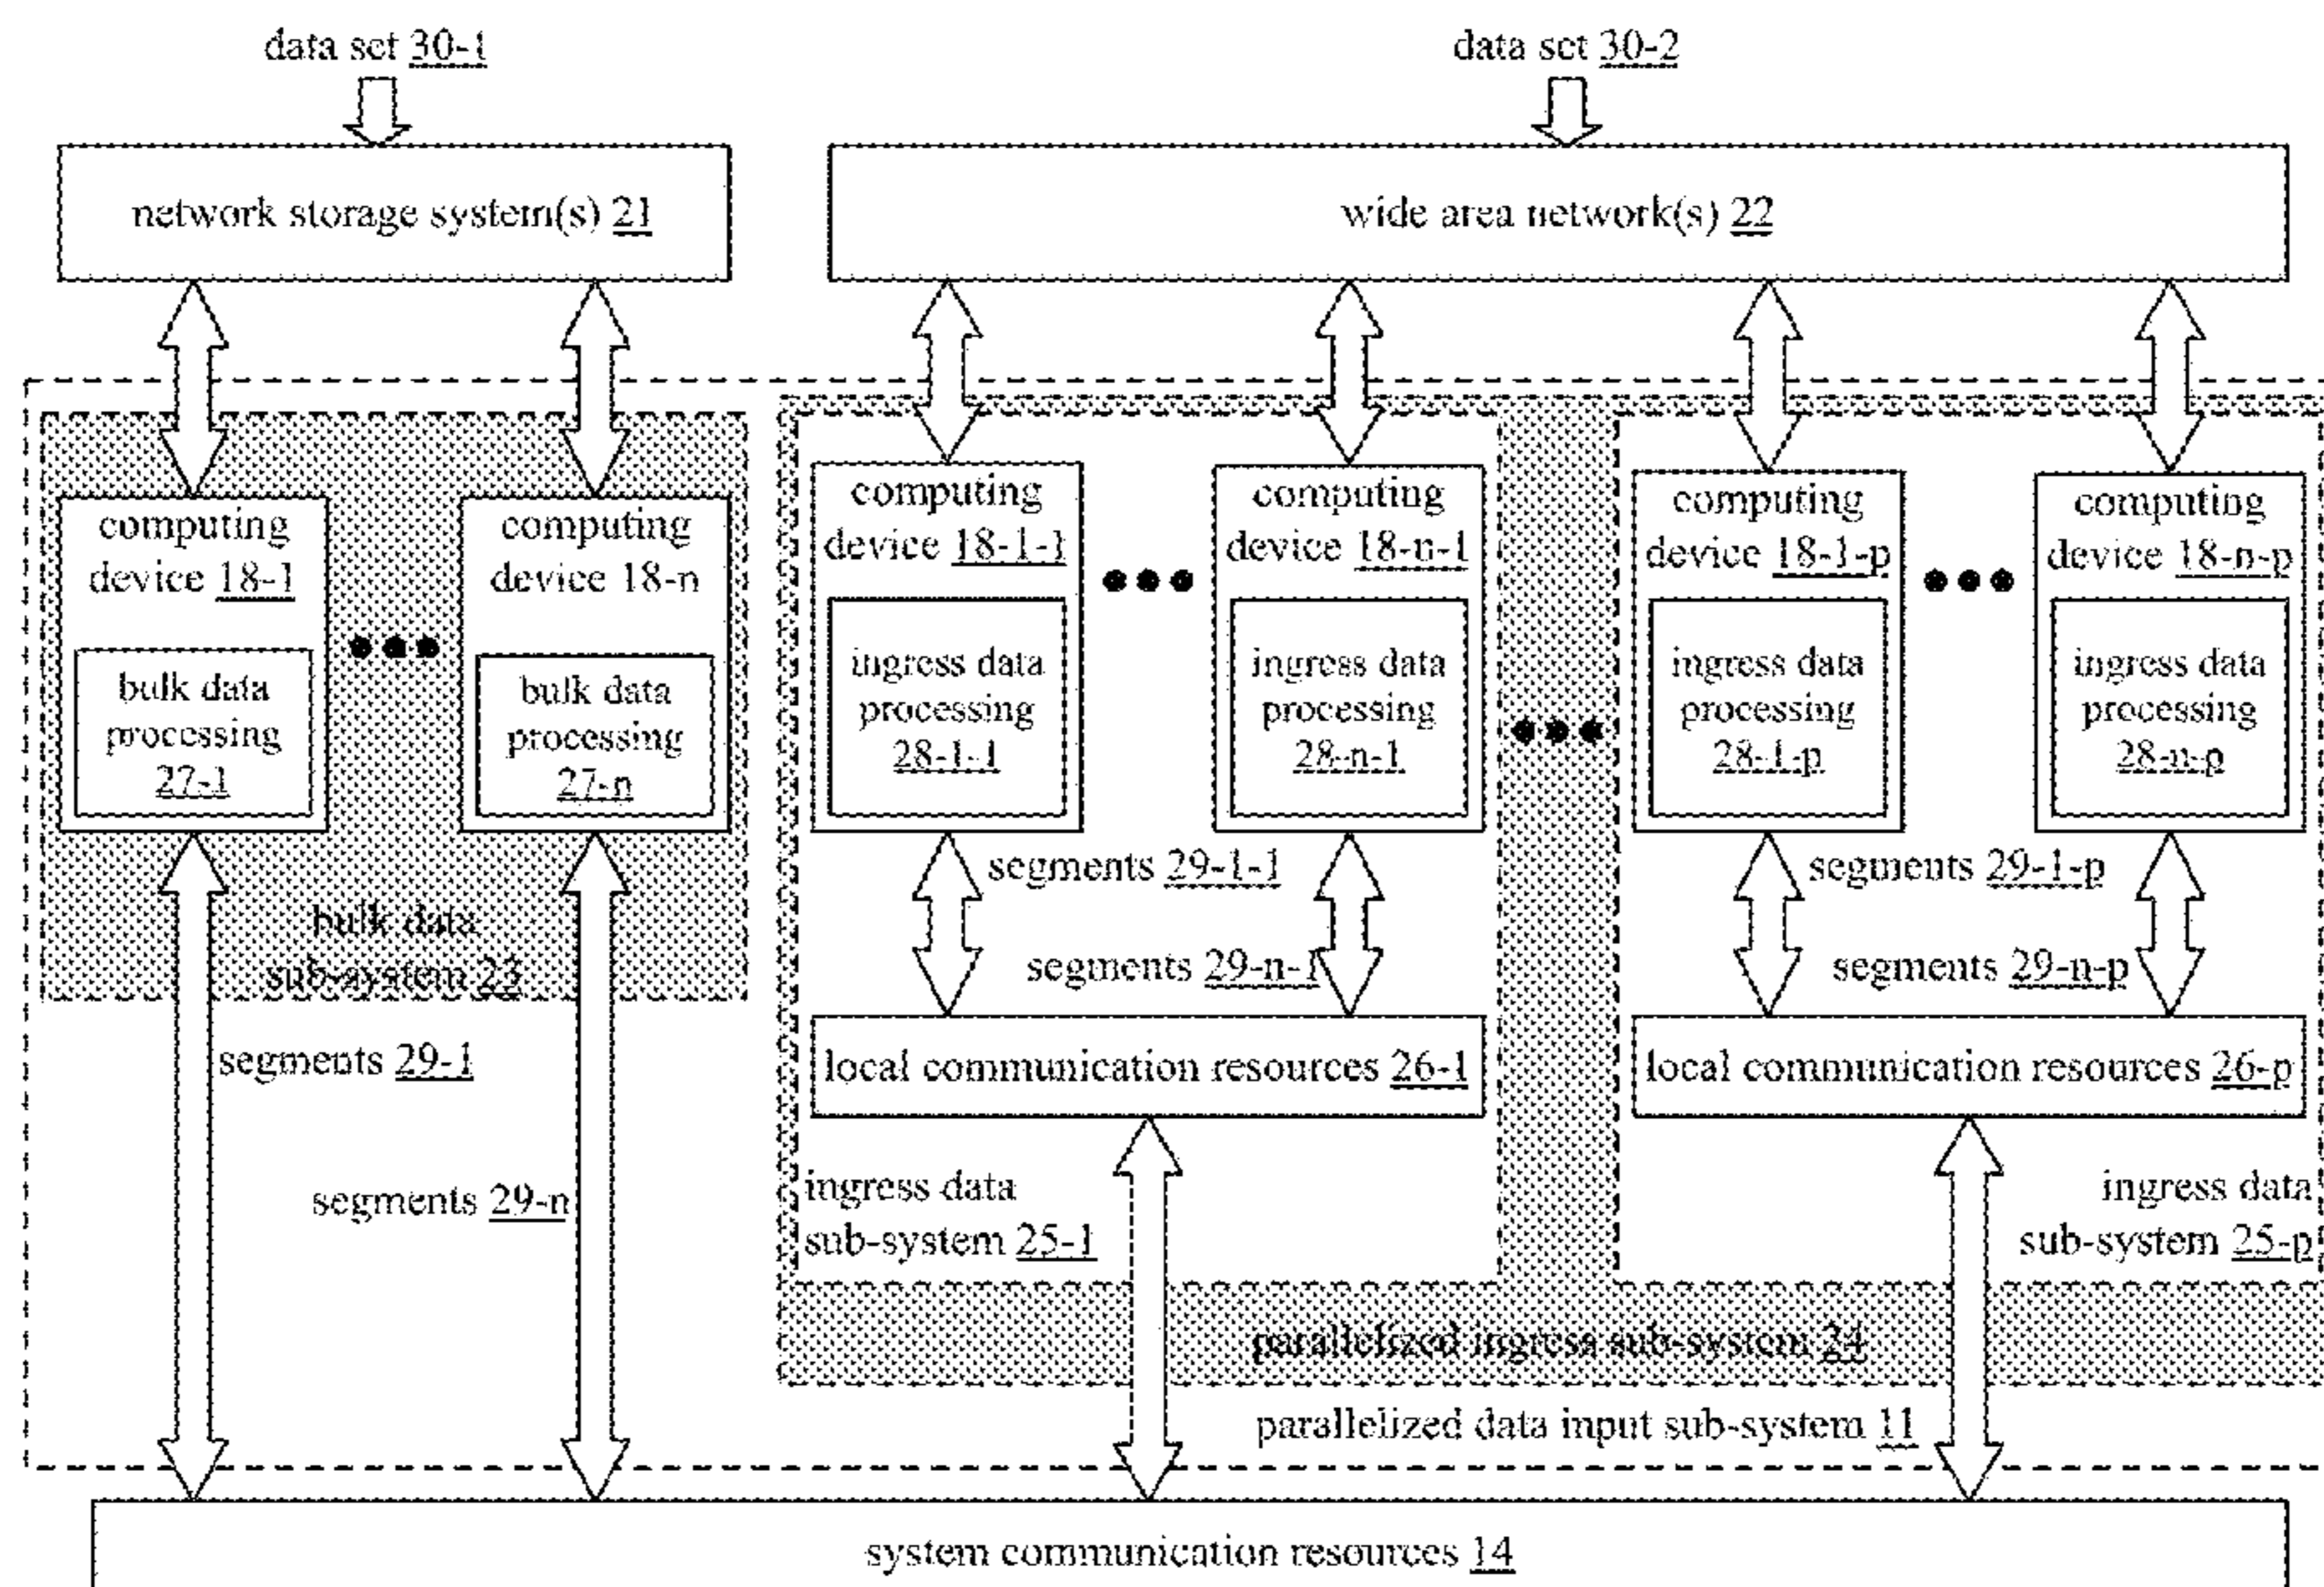 data set 30-1
data set 30-2
network storage system(s) 21
wide area network(s) 22
computing
device 18-1
bulk data
processing
27-1
computing
device 18-n
bulk data
processing
27-n
computing
device 18-1-1
ingress data
processing
28-1-1
computing
device 18-n-1
ingress data
processing
28-n-1
computing
device 18-1-p
ingress data
processing
28-1-p
computing
device 18-n-p
ingress data
processing
28-n-p
bulk data
sub-system 23
segments 29-1
segments 29-n
segments 29-1-1
segments 29-n-1
segments 29-1-p
segments 29-n-p
local communication resources 26-1
local communication resources 26-p
ingress data
sub-system 25-1
ingress data
sub-system 25-p
parallelized ingress sub-system 24
parallelized data input sub-system 11
system communication resources 14